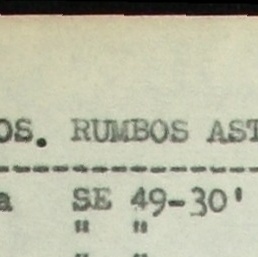 OS. RUMBOS AST
------------------
a SE 49-30'
" "
" "